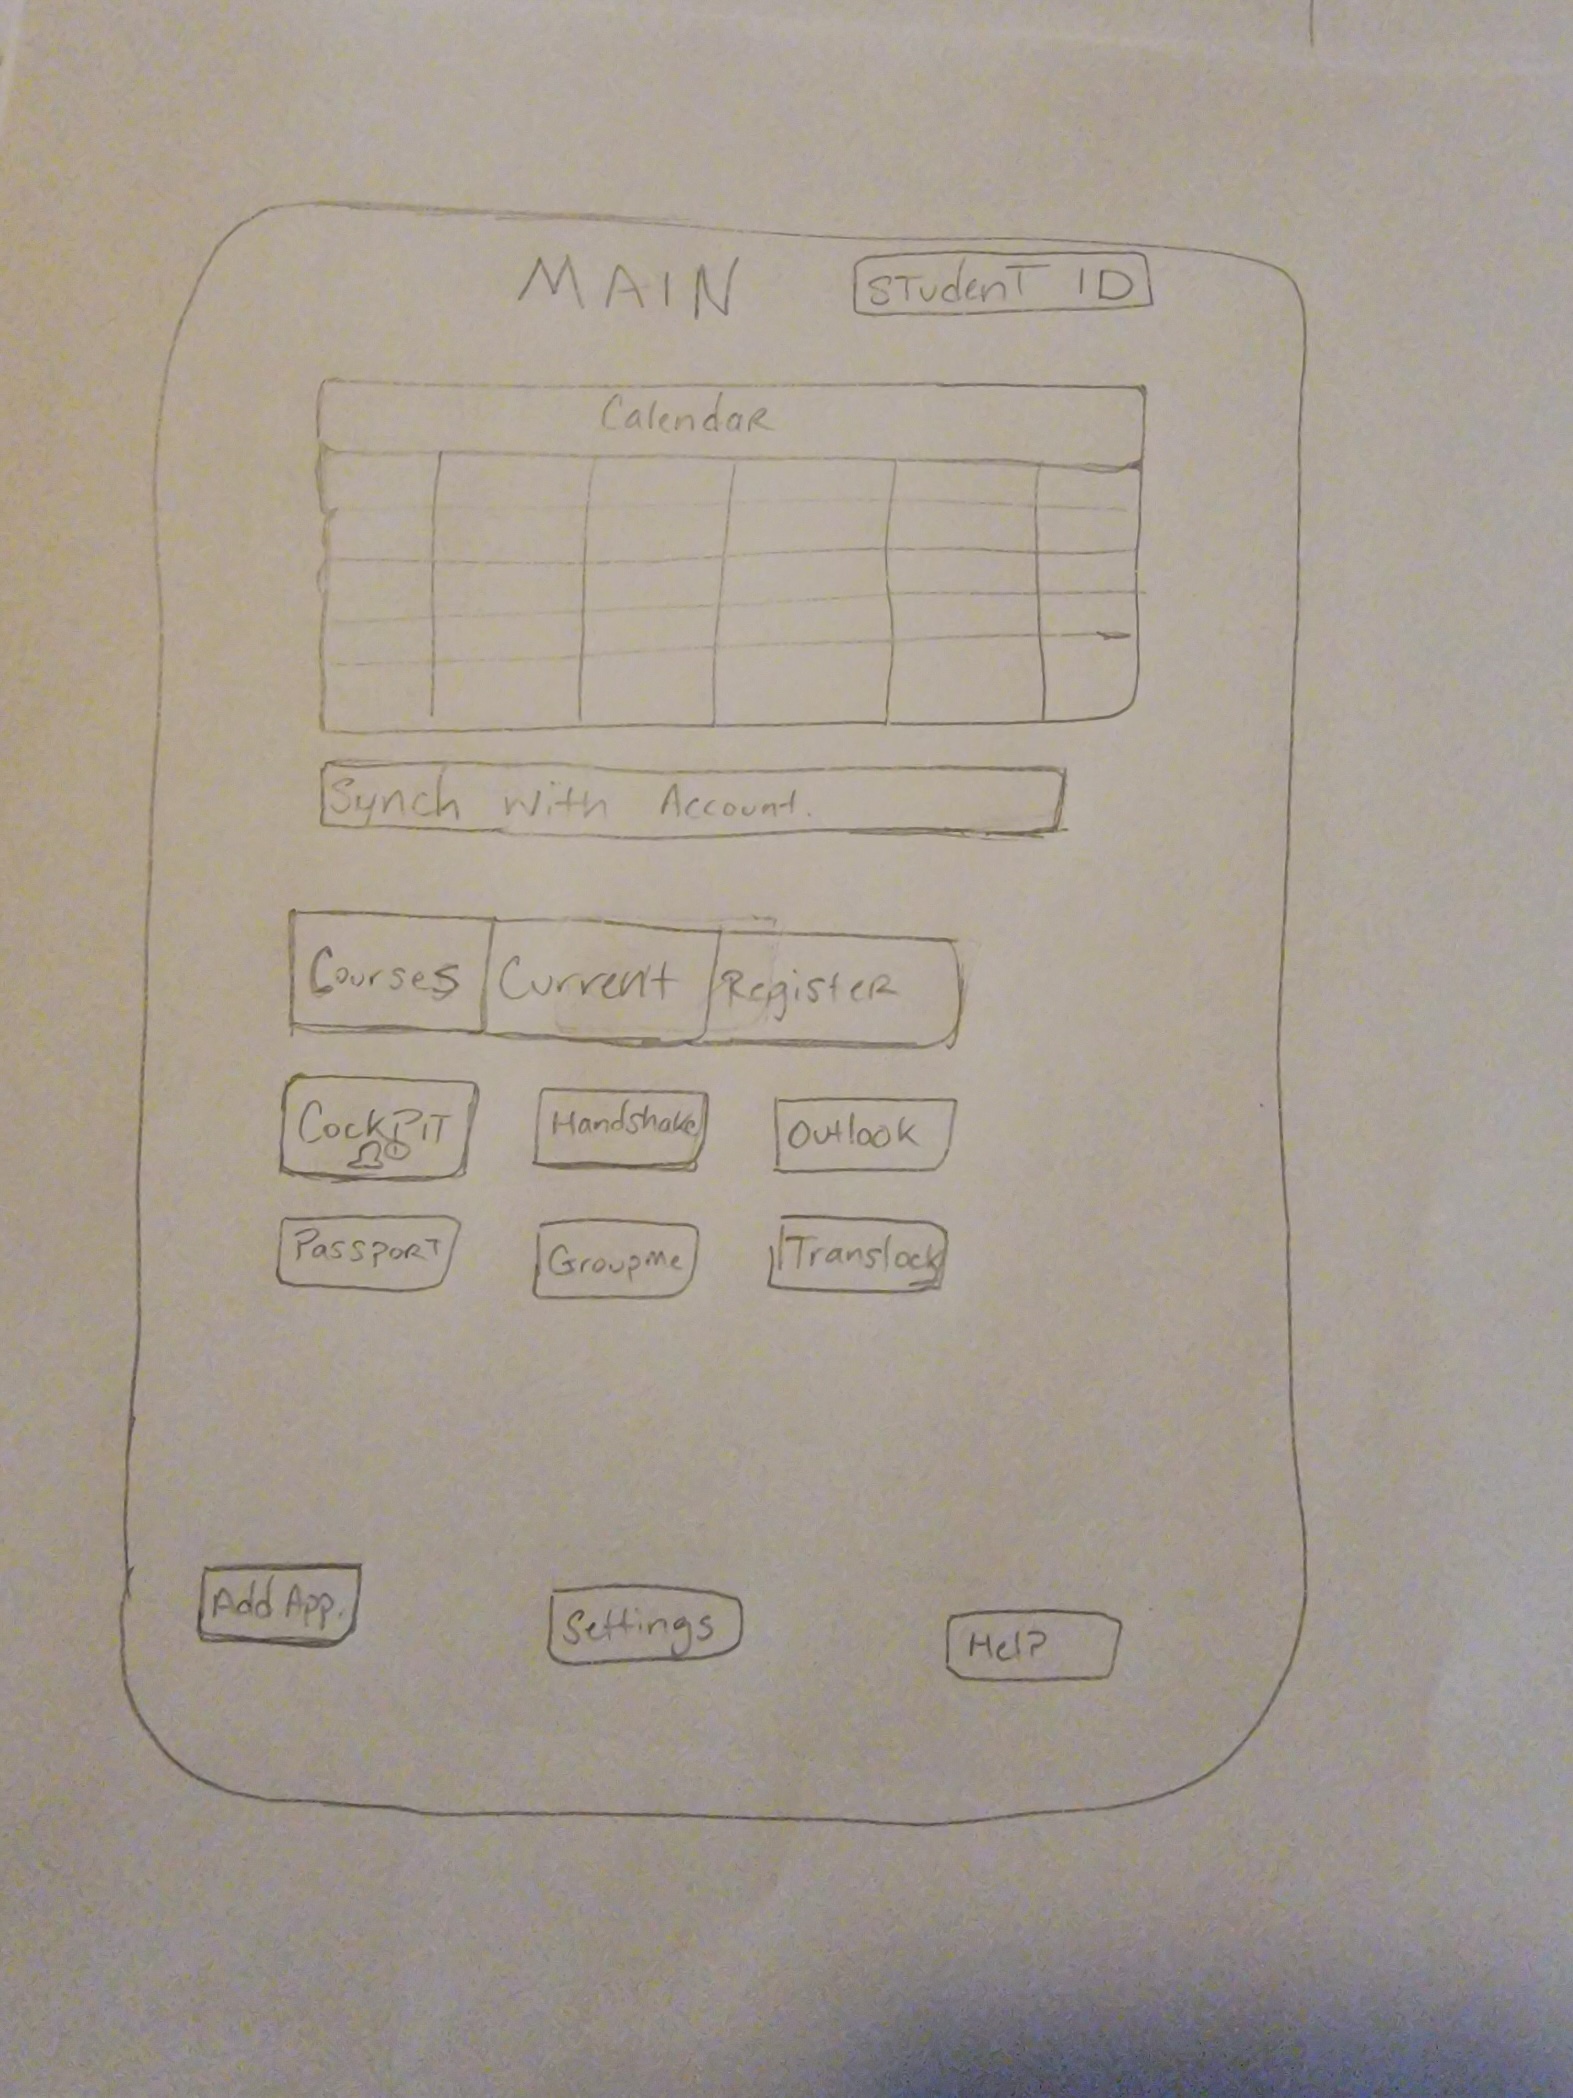 MAIN STudenT ID
CalendaR
Synch with Account.
Courses Current RegisteR
CockPiT Handshake Outlook
PassPORT Groupme Translock
Add App. Settings Help